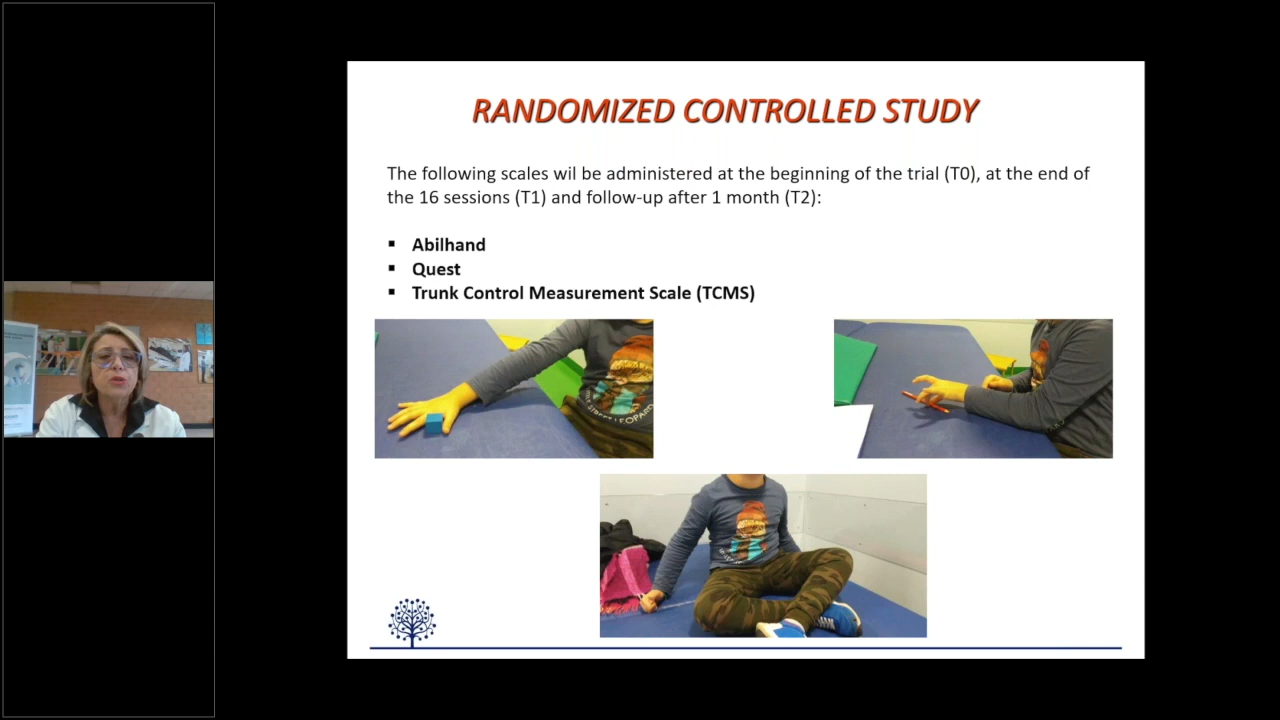 RANDOMIZED CONTROLLED STUDY
The following scales wil be administered at the beginning of the trial (T0), at the end of
the 16 sessions (T1) and follow-up after 1 month (T2):
▪ Abilhand
▪ Quest
▪ Trunk Control Measurement Scale (TCMS)